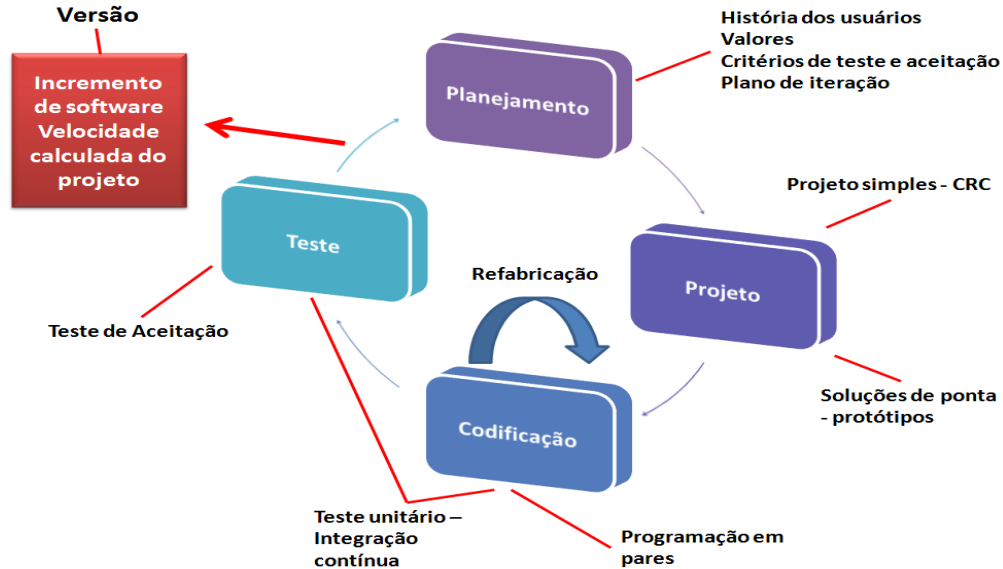 Versão
Incremento
de software
Velocidade
calculada do
projeto
Planejamento
História dos usuários
Valores
Critérios de teste e aceitação
Plano de iteração
Projeto simples - CRC
Projeto
Soluções de ponta
- protótipos
Teste
Teste de Aceitação
Refabricação
Codificação
Teste unitário –
Integração
contínua
Programação em
pares